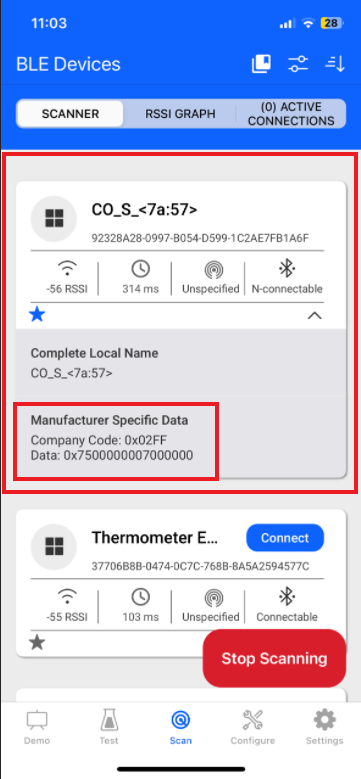 11:03
28
BLE Devices
SCANNER
RSSI GRAPH
(0) ACTIVE
CONNECTIONS
CO_S_<7a:57>
92328A28-0997-B054-D599-1C2AE7FB1A6F
-56 RSSI
314 ms
Unspecified
N-connectable
Complete Local Name
CO_S_<7a:57>
Manufacturer Specific Data
Company Code: 0x02FF
Data: 0x7500000007000000
Thermometer E...
Connect
37706B8B-0474-0C7C-768B-8A5A2594577C
-55 RSSI
103 ms
Unspecified
Connectable
Stop Scanning
Demo
Test
Scan
Configure
Settings